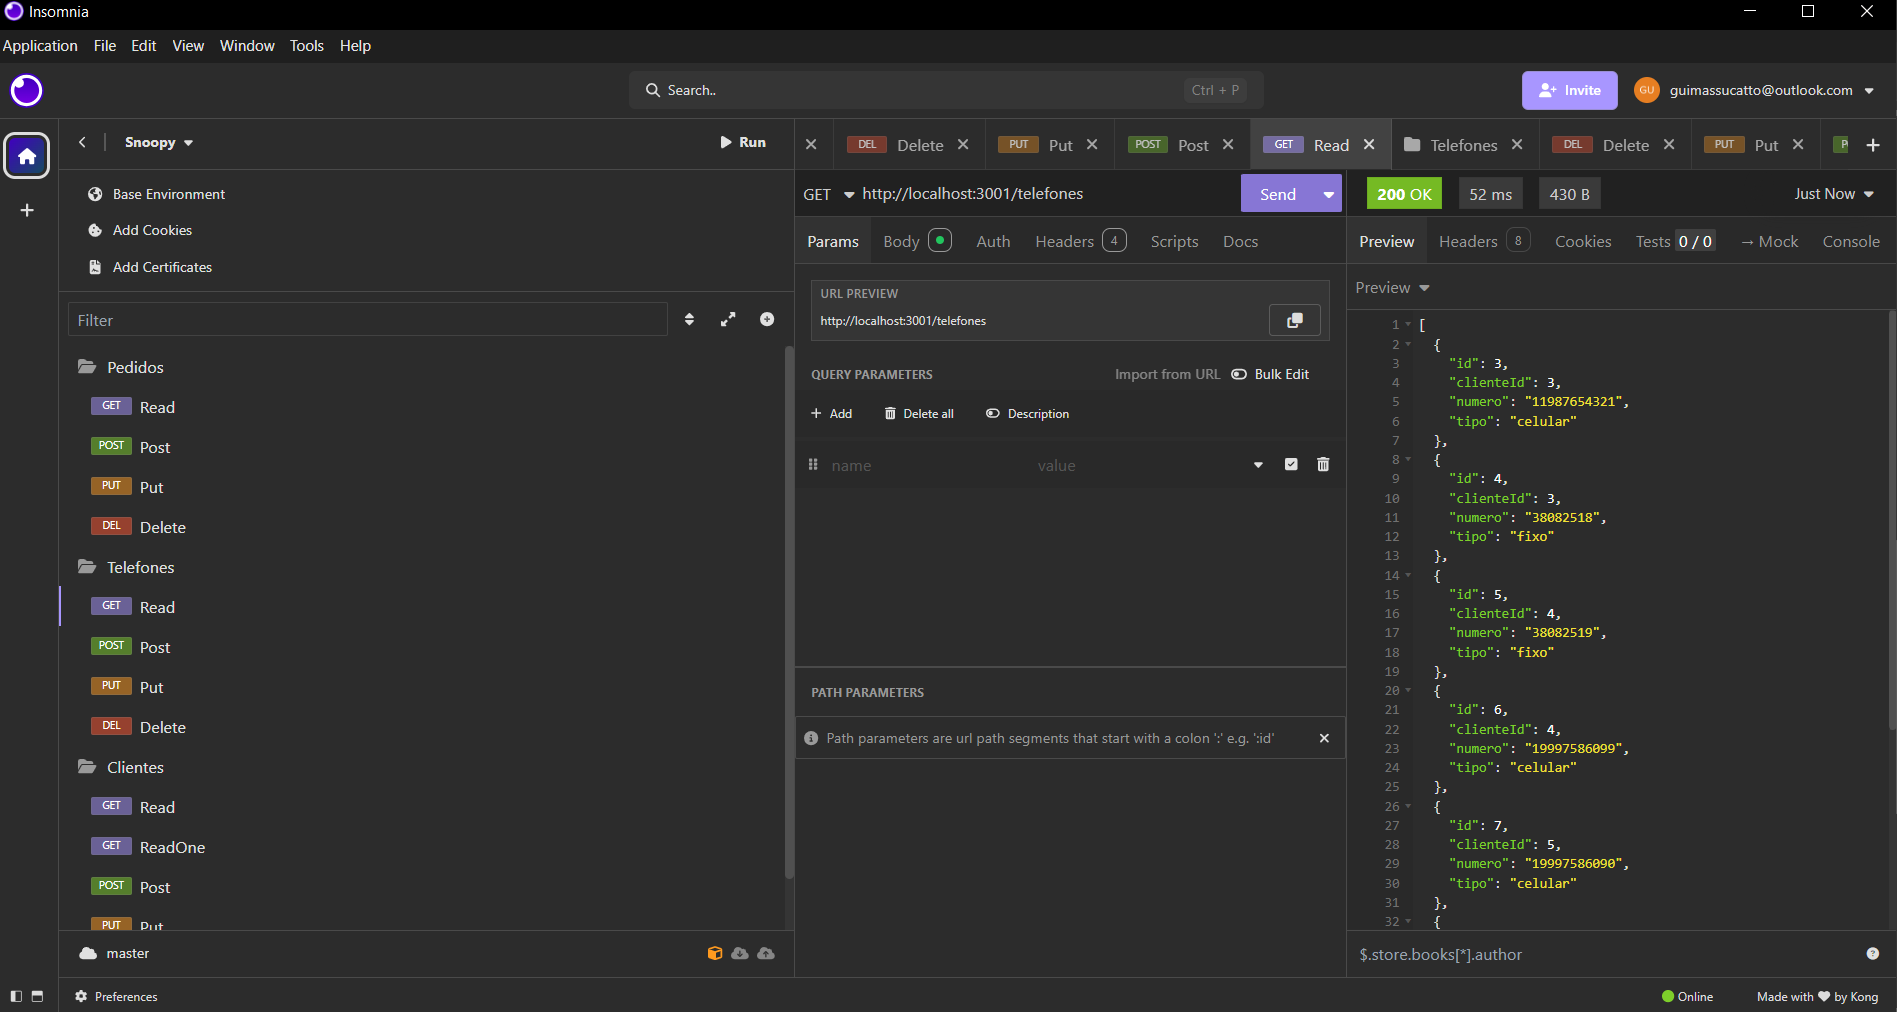 Insomnia
Application File Edit View Window Tools Help
Search.. Ctrl + P
Invite
GU guimassucatto@outlook.com
Snoopy
Run
Base Environment
Add Cookies
Add Certificates
Filter
Pedidos
GET Read
POST Post
PUT Put
DEL Delete
Telefones
GET Read
POST Post
PUT Put
DEL Delete
Clientes
GET Read
GET ReadOne
POST Post
PUT Put
master
Preferences
DEL Delete PUT Put POST Post GET Read Telefones DEL Delete PUT Put
GET http://localhost:3001/telefones Send
Params Body Auth Headers 4 Scripts Docs
URL PREVIEW
http://localhost:3001/telefones
QUERY PARAMETERS Import from URL Bulk Edit
Add Delete all Description
name value
PATH PARAMETERS
Path parameters are url path segments that start with a colon ':' e.g. ':id'
200 OK 52 ms 430 B Just Now
Preview Headers 8 Cookies Tests 0 / 0 → Mock Console
Preview
1 [
2 {
3 "id": 3,
4 "clienteId": 3,
5 "numero": "11987654321",
6 "tipo": "celular"
7 },
8 {
9 "id": 4,
10 "clienteId": 3,
11 "numero": "38082518",
12 "tipo": "fixo"
13 },
14 {
15 "id": 5,
16 "clienteId": 4,
17 "numero": "38082519",
18 "tipo": "fixo"
19 },
20 {
21 "id": 6,
22 "clienteId": 4,
23 "numero": "19997586099",
24 "tipo": "celular"
25 },
26 {
27 "id": 7,
28 "clienteId": 5,
29 "numero": "19997586090",
30 "tipo": "celular"
31 },
32 {
$.store.books[*].author
Online Made with ❤ by Kong